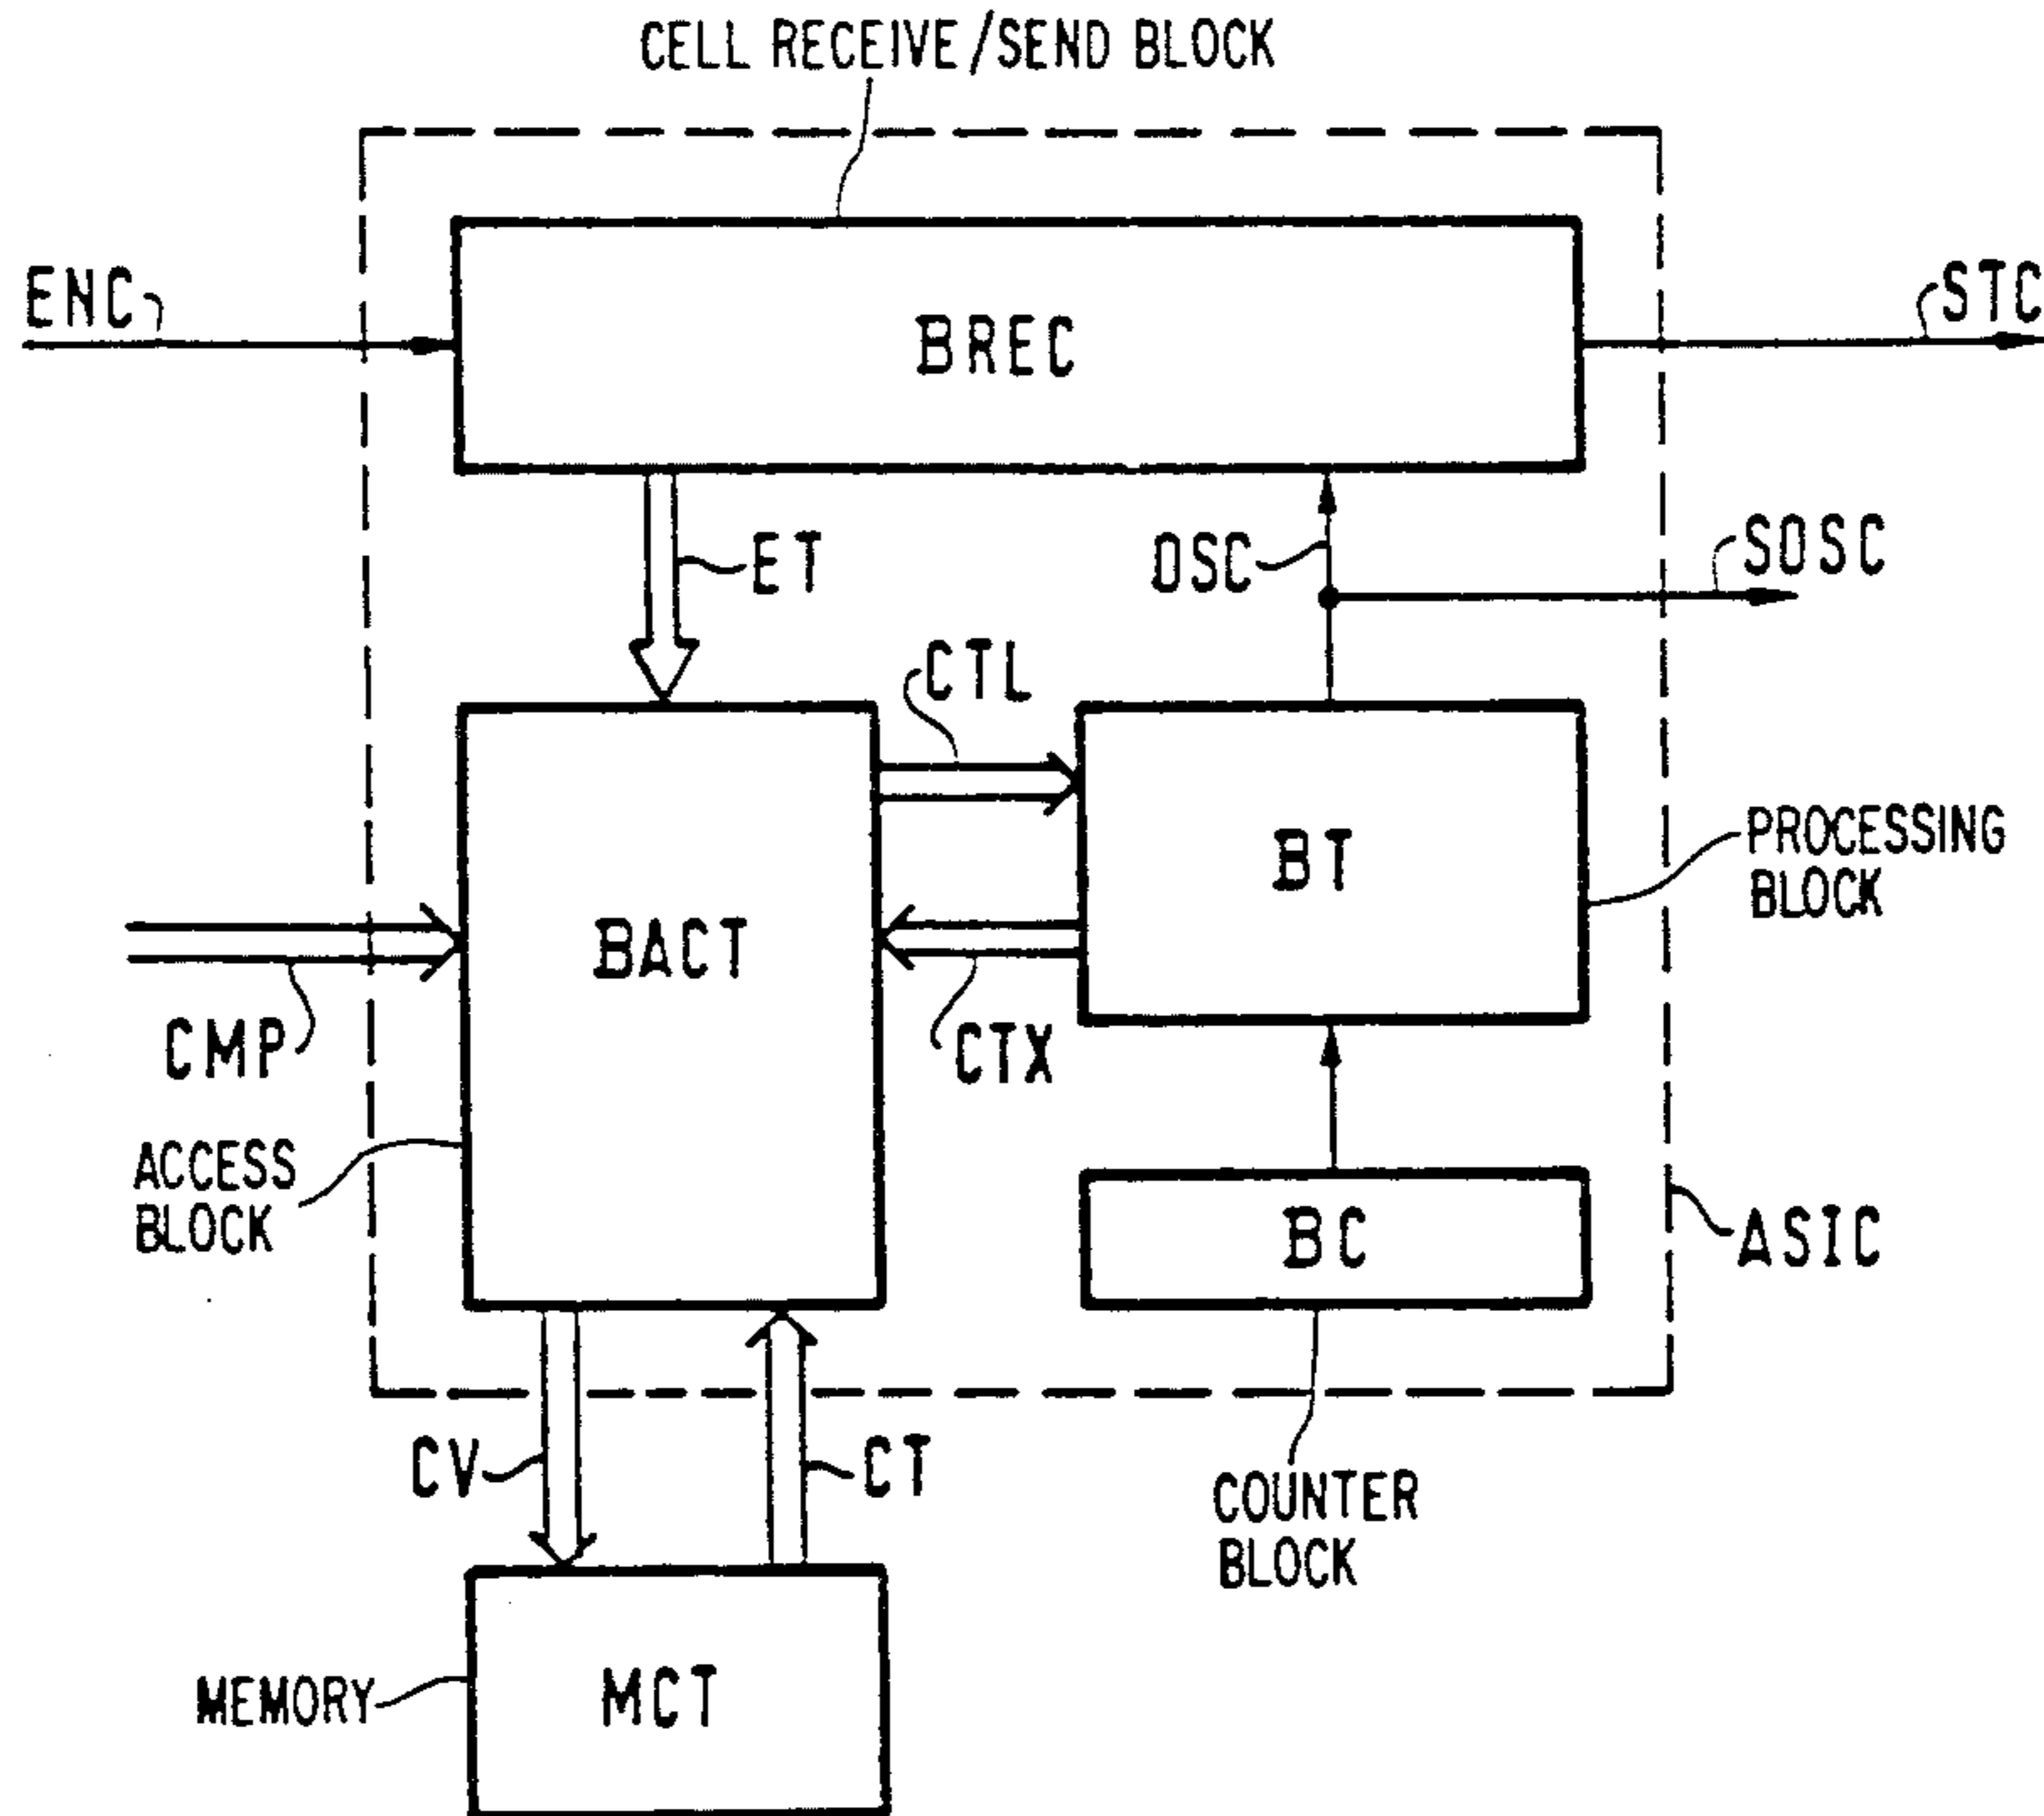 CELL RECEIVE/SEND BLOCK
ENC
STC
BREC
ET
OSC
SOSC
CTL
BT
PROCESSING
BLOCK
BACT
CMP
CTX
ACCESS
BLOCK
BC
ASIC
CV
CT
COUNTER
BLOCK
MEMORY
MCT